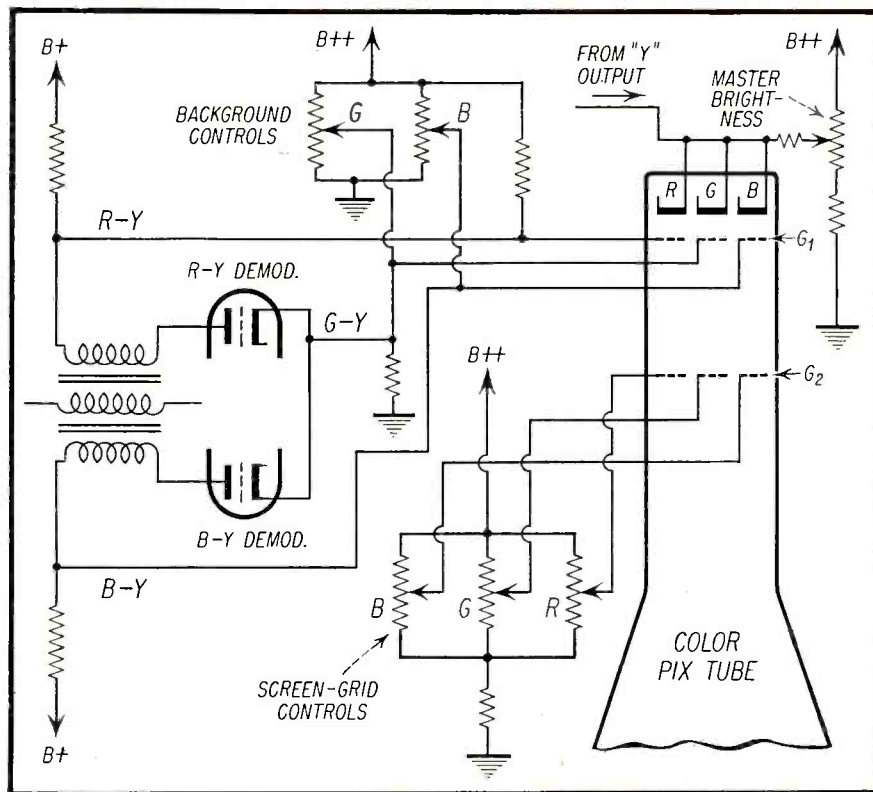 B+
B++
FROM "Y"
OUTPUT
B++
MASTER
BRIGHT-
NESS
BACKGROUND
CONTROLS
G
B
R
G
B
R-Y
G₁
R-Y DEMOD.
G-Y
B++
G₂
B-Y DEMOD.
B-Y
B
G
R
SCREEN-GRID
CONTROLS
COLOR
PIX TUBE
B+